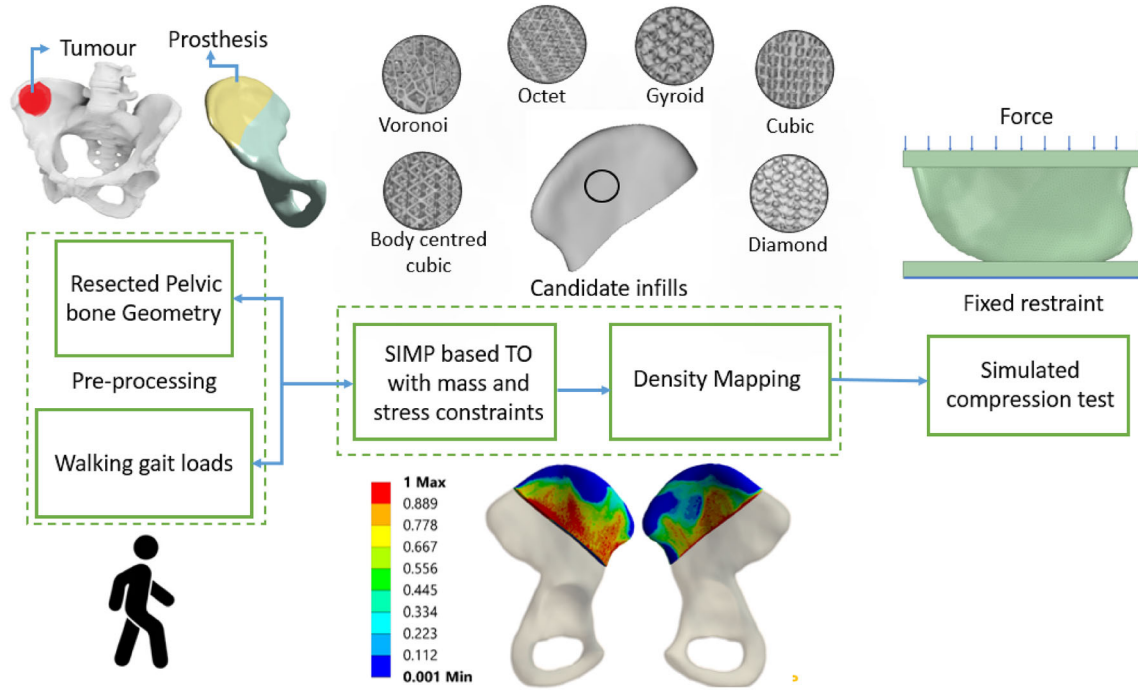 Tumour
Prosthesis
Voronoi
Octet
Gyroid
Cubic
Body centred
cubic
Diamond
Candidate infills
Force
Fixed restraint
Resected Pelvic
bone Geometry
Pre-processing
Walking gait loads
SIMP based TO
with mass and
stress constraints
Density Mapping
Simulated
compression test
1 Max
0.889
0.778
0.667
0.556
0.445
0.334
0.223
0.112
0.001 Min